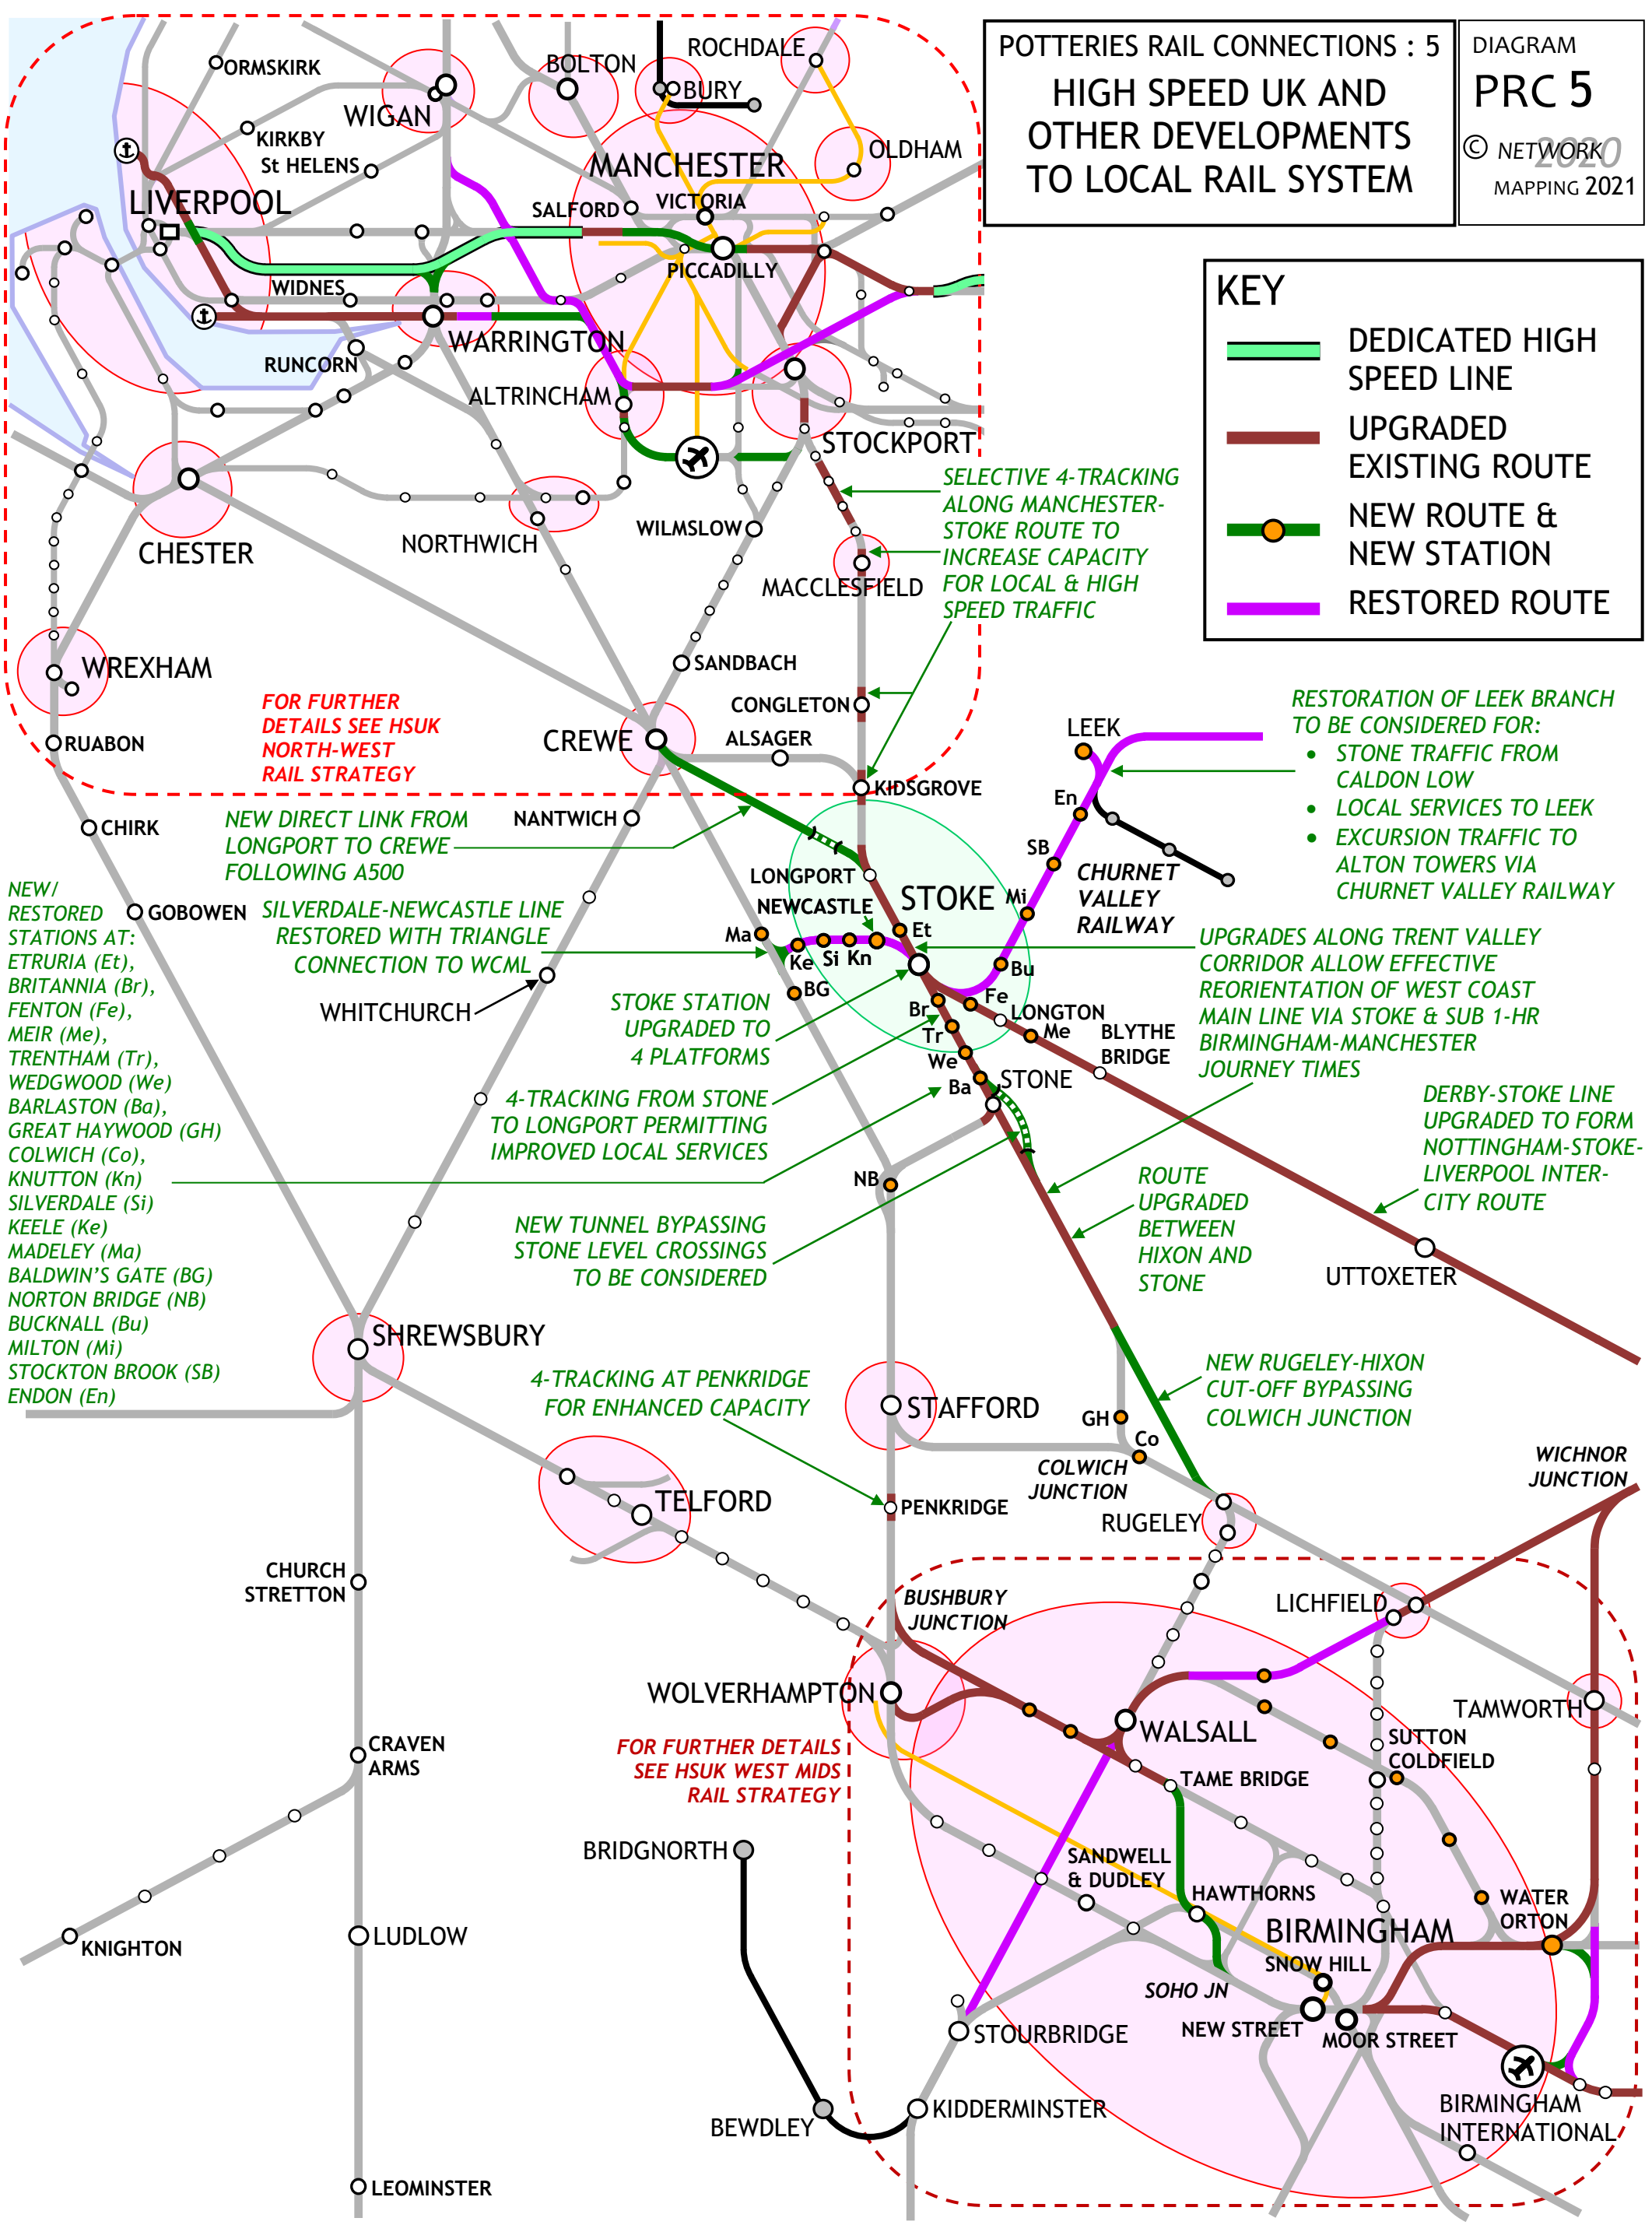 POTTERIES RAIL CONNECTIONS : 5
HIGH SPEED UK AND
OTHER DEVELOPMENTS
TO LOCAL RAIL SYSTEM
DIAGRAM
PRC 5
© NETWORK 2020
MAPPING 2021
KEY
DEDICATED HIGH
SPEED LINE
UPGRADED
EXISTING ROUTE
NEW ROUTE &
NEW STATION
RESTORED ROUTE
ORMSKIRK
KIRKBY
St HELENS
WIGAN
BOLTON
ROCHDALE
BURY
OLDHAM
MANCHESTER
VICTORIA
SALFORD
PICCADILLY
LIVERPOOL
WIDNES
WARRINGTON
RUNCORN
ALTRINCHAM
STOCKPORT
CHESTER
NORTHWICH
WILMSLOW
MACCLESFIELD
SELECTIVE 4-TRACKING
ALONG MANCHESTER-
STOKE ROUTE TO
INCREASE CAPACITY
FOR LOCAL & HIGH
SPEED TRAFFIC
WREXHAM
SANDBACH
CONGLETON
RUABON
FOR FURTHER
DETAILS SEE HSUK
NORTH-WEST
RAIL STRATEGY
CREWE
ALSAGER
KIDSGROVE
LEEK
RESTORATION OF LEEK BRANCH
TO BE CONSIDERED FOR:
• STONE TRAFFIC FROM
CALDON LOW
• LOCAL SERVICES TO LEEK
• EXCURSION TRAFFIC TO
ALTON TOWERS VIA
CHURNET VALLEY RAILWAY
CHIRK
NEW DIRECT LINK FROM
LONGPORT TO CREWE
FOLLOWING A500
NANTWICH
En
SB
Mi
Bu
CHURNET
VALLEY
RAILWAY
LONGPORT
STOKE
NEWCASTLE
Et
Ma
Ke
Si
Kn
BG
NEW/
RESTORED
STATIONS AT:
ETRURIA (Et),
BRITANNIA (Br),
FENTON (Fe),
MEIR (Me),
TRENTHAM (Tr),
WEDGWOOD (We)
BARLASTON (Ba),
GREAT HAYWOOD (GH)
COLWICH (Co),
KNUTTON (Kn)
SILVERDALE (Si)
KEELE (Ke)
MADELEY (Ma)
BALDWIN'S GATE (BG)
NORTON BRIDGE (NB)
BUCKNALL (Bu)
MILTON (Mi)
STOCKTON BROOK (SB)
ENDON (En)
GOBOWEN
SILVERDALE-NEWCASTLE LINE
RESTORED WITH TRIANGLE
CONNECTION TO WCML
WHITCHURCH
STOKE STATION
UPGRADED TO
4 PLATFORMS
Br
Fe
LONGTON
Me
Tr
We
Ba
STONE
BLYTHE
BRIDGE
UPGRADES ALONG TRENT VALLEY
CORRIDOR ALLOW EFFECTIVE
REORIENTATION OF WEST COAST
MAIN LINE VIA STOKE & SUB 1-HR
BIRMINGHAM-MANCHESTER
JOURNEY TIMES
4-TRACKING FROM STONE
TO LONGPORT PERMITTING
IMPROVED LOCAL SERVICES
DERBY-STOKE LINE
UPGRADED TO FORM
NOTTINGHAM-STOKE-
LIVERPOOL INTER-
CITY ROUTE
NB
NEW TUNNEL BYPASSING
STONE LEVEL CROSSINGS
TO BE CONSIDERED
ROUTE
UPGRADED
BETWEEN
HIXON AND
STONE
UTTOXETER
SHREWSBURY
4-TRACKING AT PENKRIDGE
FOR ENHANCED CAPACITY
STAFFORD
GH
Co
COLWICH
JUNCTION
NEW RUGELEY-HIXON
CUT-OFF BYPASSING
COLWICH JUNCTION
WICHNOR
JUNCTION
TELFORD
PENKRIDGE
RUGELEY
CHURCH
STRETTON
BUSHBURY
JUNCTION
LICHFIELD
WOLVERHAMPTON
WALSALL
TAMWORTH
FOR FURTHER DETAILS
SEE HSUK WEST MIDS
RAIL STRATEGY
SUTTON
COLDFIELD
TAME BRIDGE
CRAVEN
ARMS
BRIDGNORTH
SANDWELL
& DUDLEY
HAWTHORNS
BIRMINGHAM
SNOW HILL
WATER
ORTON
KNIGHTON
LUDLOW
SOHO JN
NEW STREET
MOOR STREET
STOURBRIDGE
BEWDLEY
KIDDERMINSTER
BIRMINGHAM
INTERNATIONAL
LEOMINSTER